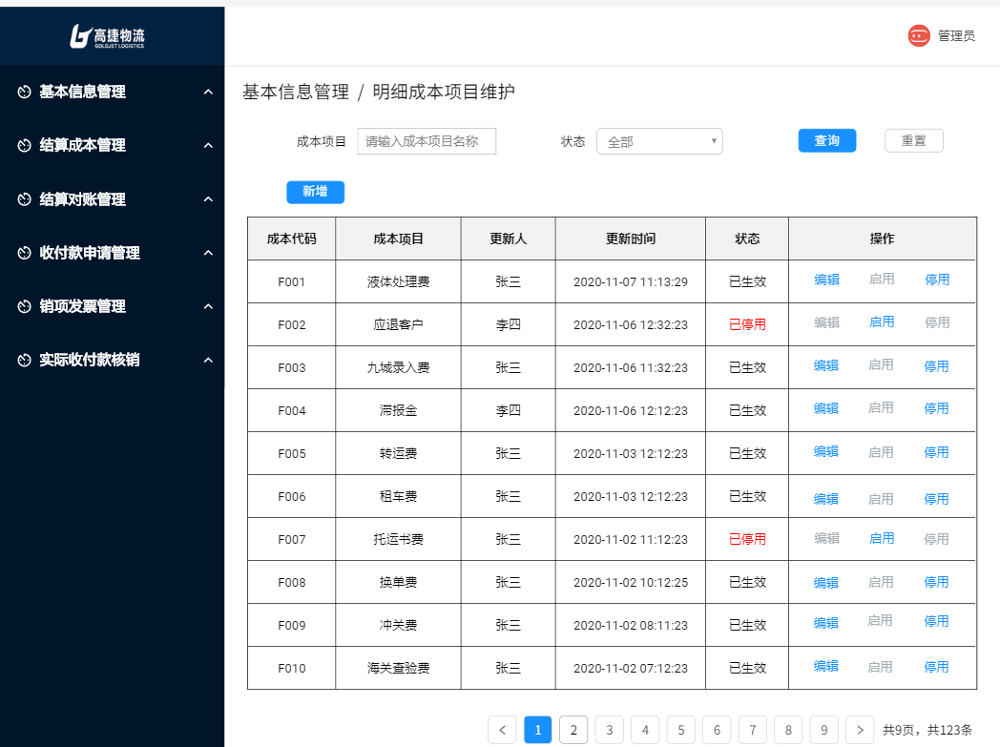 高捷物流
GOLDJET LOGISTICS
管理员
基本信息管理
结算成本管理
结算对账管理
收付款申请管理
销项发票管理
实际收付款核销
基本信息管理 / 明细成本项目维护
成本项目 请输入成本项目名称 状态 全部 查询 重置
新增
成本代码 成本项目 更新人 更新时间 状态 操作
F001 液体处理费 张三 2020-11-07 11:13:29 已生效 编辑 启用 停用
F002 应退客户 李四 2020-11-06 12:32:23 已停用 编辑 启用 停用
F003 九城录入费 张三 2020-11-06 11:32:23 已生效 编辑 启用 停用
F004 滞报金 李四 2020-11-06 12:12:23 已生效 编辑 启用 停用
F005 转运费 张三 2020-11-03 12:12:23 已生效 编辑 启用 停用
F006 租车费 张三 2020-11-03 12:12:23 已生效 编辑 启用 停用
F007 托运书费 张三 2020-11-02 11:12:23 已停用 编辑 启用 停用
F008 换单费 张三 2020-11-02 10:12:25 已生效 编辑 启用 停用
F009 冲关费 张三 2020-11-02 08:11:23 已生效 编辑 启用 停用
F010 海关查验费 张三 2020-11-02 07:12:23 已生效 编辑 启用 停用
< 1 2 3 4 5 6 7 8 9 > 共9页，共123条